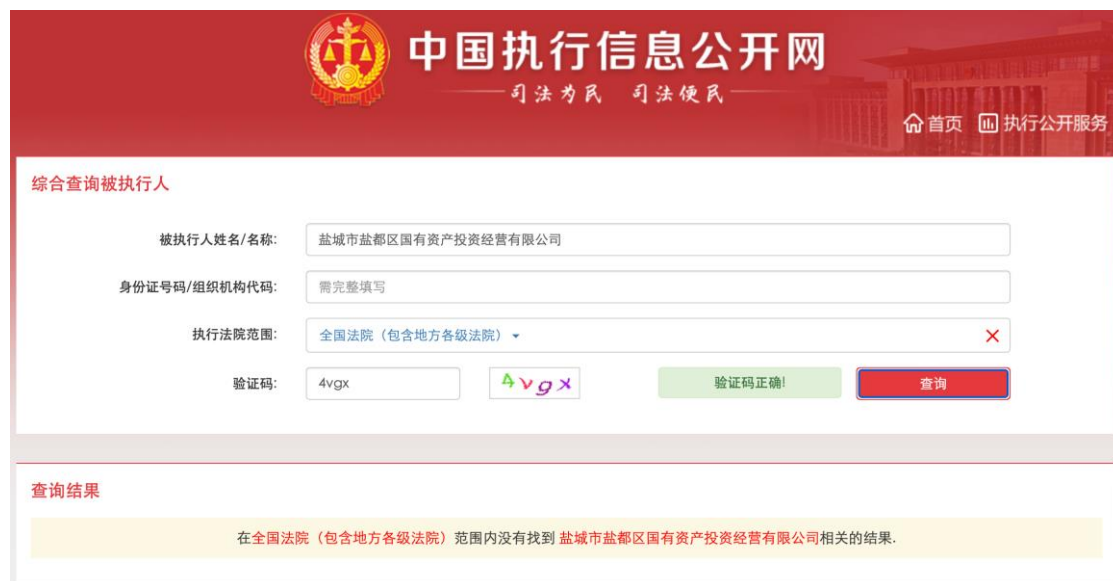 中国执行信息公开网
司法为民 司法便民
首页 执行公开服务
综合查询被执行人
被执行人姓名/名称: 盐城市盐都区国有资产投资经营有限公司
身份证号码/组织机构代码: 需完整填写
执行法院范围: 全国法院（包含地方各级法院）
验证码: 4vgx 4vgx 验证码正确! 查询
查询结果
在全国法院（包含地方各级法院）范围内没有找到 盐城市盐都区国有资产投资经营有限公司相关的结果.